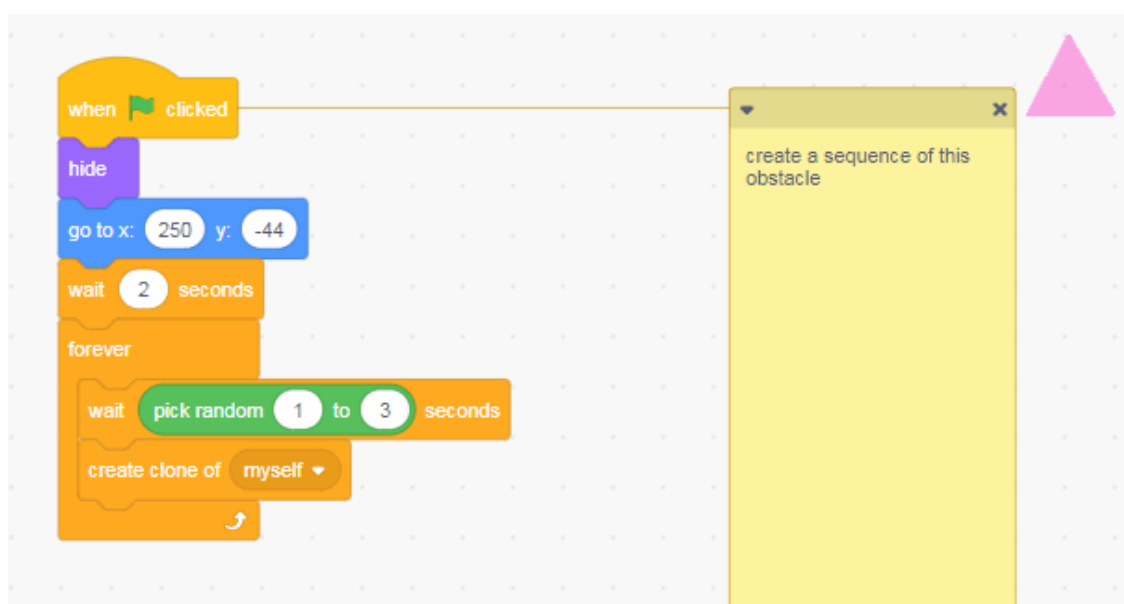 when clicked
create a sequence of this
obstacle
hide
go to x: 250 y: -44
wait 2 seconds
forever
wait pick random 1 to 3 seconds
create clone of myself